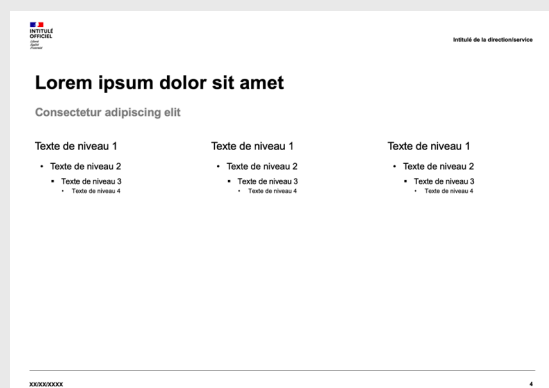 INTITULÉ
OFFICIEL
Liberté
Égalité
Fraternité
Intitulé de la direction/service
Lorem ipsum dolor sit amet
Consectetur adipiscing elit
Texte de niveau 1
• Texte de niveau 2
• Texte de niveau 3
• Texte de niveau 4
Texte de niveau 1
• Texte de niveau 2
• Texte de niveau 3
• Texte de niveau 4
Texte de niveau 1
• Texte de niveau 2
• Texte de niveau 3
• Texte de niveau 4
XX/XX/XXXX
4